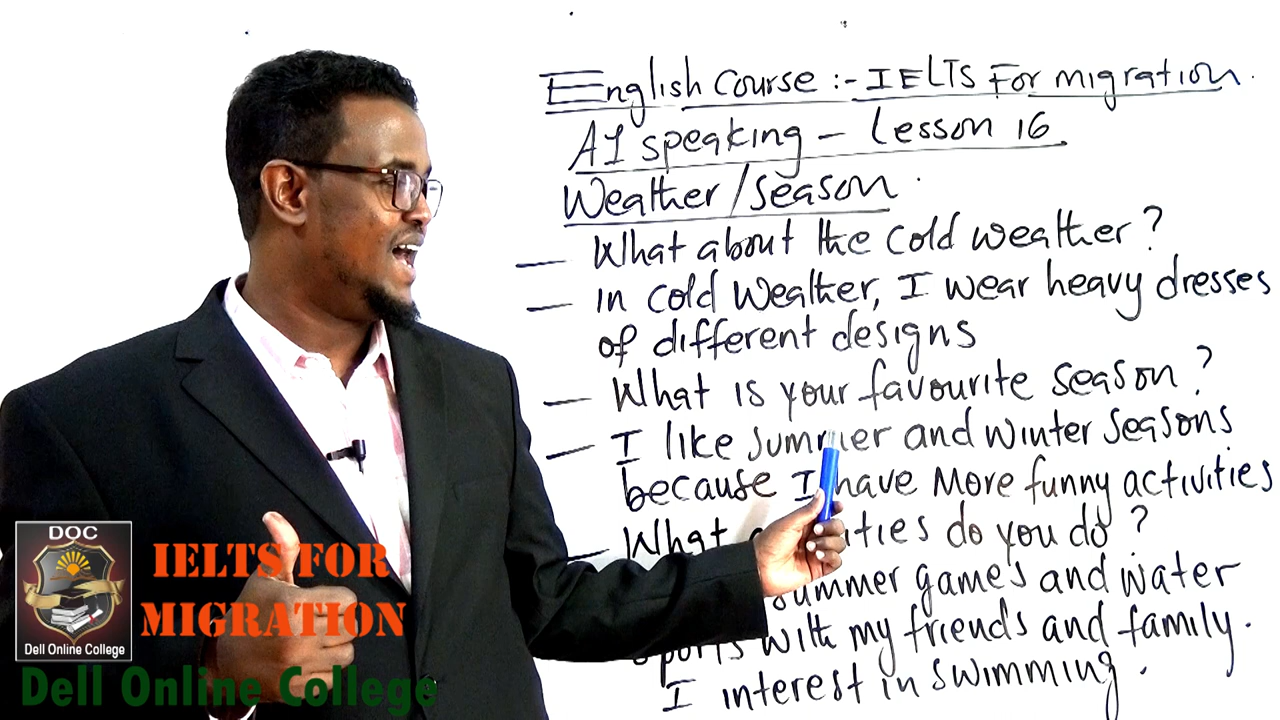 English Course :- IELTS For migration.
A1 speaking – Lesson 16
Weather/season.
— What about the cold weather?
— In cold weather, I wear heavy dresses
of different designs
— What is your favourite season?
— I like summer and winter seasons
because I have more funny activities
— What ities do you do?
summer games and water
sports with my friends and family.
I interest in swimming.
DOC
Dell Online College
IELTS FOR
MIGRATION
Dell Online College